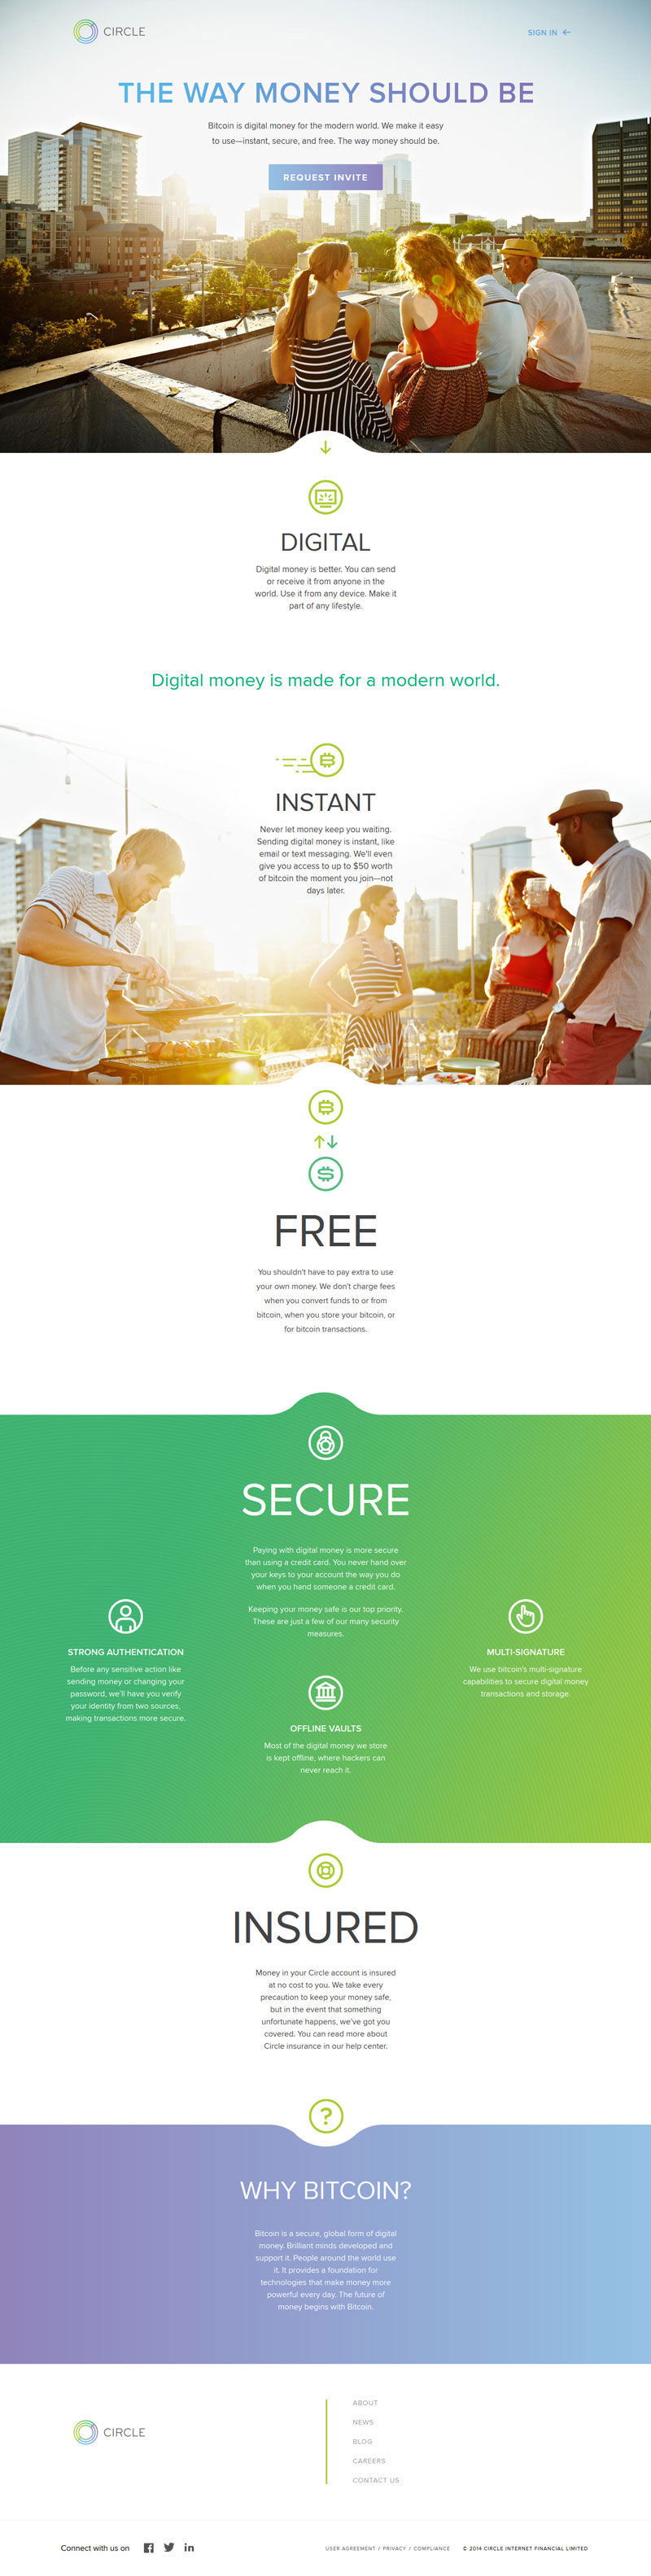 CIRCLE
SIGN IN
THE WAY MONEY SHOULD BE
Bitcoin is digital money for the modern world. We make it easy
to use—instant, secure, and free. The way money should be.
REQUEST INVITE
DIGITAL
Digital money is better. You can send
or receive it from anyone in the
world. Use it from any device. Make it
part of any lifestyle.
Digital money is made for a modern world.
INSTANT
Never let money keep you waiting.
Sending digital money is instant, like
email or text messaging. We'll even
give you access to up to $50 worth
of bitcoin the moment you join—not
days later.
FREE
You shouldn't have to pay extra to use
your own money. We don't charge fees
when you convert funds to or from
bitcoin, when you store your bitcoin, or
for bitcoin transactions.
SECURE
Paying with digital money is more secure
than using a credit card. You never hand over
your keys to your account the way you do
when you hand someone a credit card.
Keeping your money safe is our top priority.
These are just a few of our many security
measures.
STRONG AUTHENTICATION
Before any sensitive action like
sending money or changing your
password, we'll have you verify
your identity from two sources,
making transactions more secure.
OFFLINE VAULTS
Most of the digital money we store
is kept offline, where hackers can
never reach it.
MULTI-SIGNATURE
We use bitcoin's multi-signature
capabilities to secure digital money
transactions and storage.
INSURED
Money in your Circle account is insured
at no cost to you. We take every
precaution to keep your money safe,
but in the event that something
unfortunate happens, we've got you
covered. You can read more about
Circle insurance in our help center.
?
WHY BITCOIN?
Bitcoin is a secure, global form of digital
money. Brilliant minds developed and
support it. People around the world use
it. It provides a foundation for
technologies that make money more
powerful every day. The future of
money begins with Bitcoin.
CIRCLE
ABOUT
NEWS
BLOG
CAREERS
CONTACT US
Connect with us on
USER AGREEMENT / PRIVACY / COMPLIANCE
© 2014 CIRCLE INTERNET FINANCIAL LIMITED